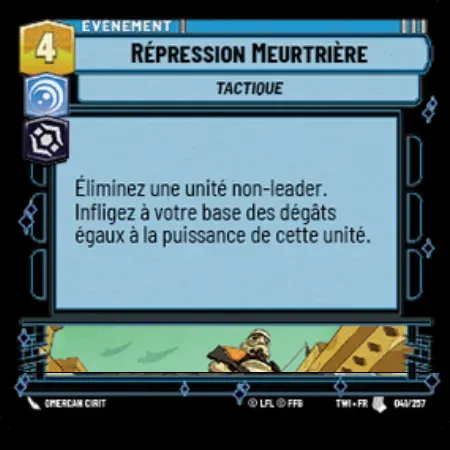 ÉVÉNEMENT
4
RÉPRESSION MEURTRIÈRE
TACTIQUE
Éliminez une unité non-leader.
Infligez à votre base des dégâts
égaux à la puissance de cette unité.
OMERCAN CIRIT
© LFL © FFG
TWI • FR
041/257